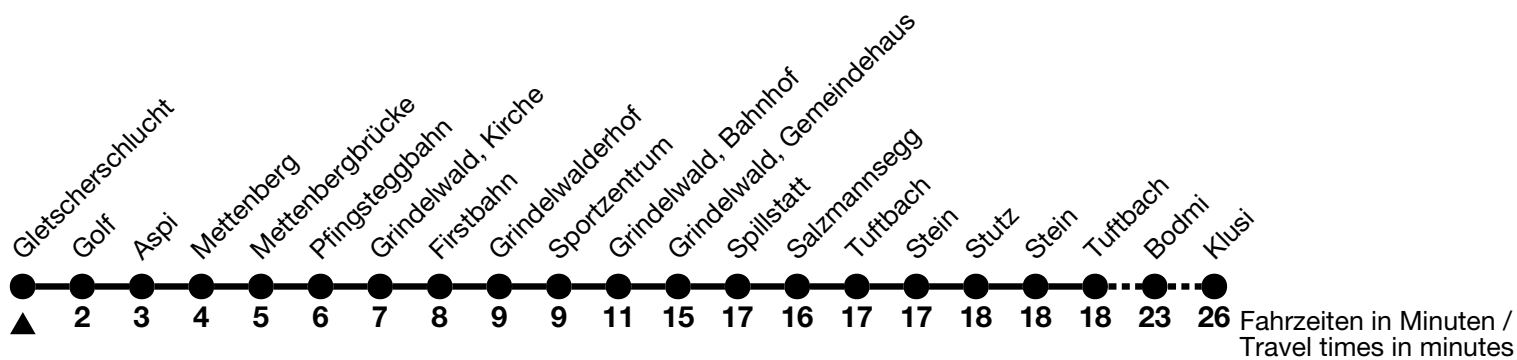 Gletscherschlucht
Golf
Aspi
Mettenberg
Mettenbergbrücke
Pfingsteggbahn
Grindelwald, Kirche
Firstbahn
Grindelwalderhof
Sportzentrum
Grindelwald, Bahnhof
Grindelwald, Gemeindehaus
Spillstatt
Salzmannsegg
Tuftbach
Stein
Stutz
Stein
Tuftbach
Bodmi
Klusi
2 3 4 5 6 7 8 9 9 11 15 17 16 17 17 18 18 18 23 26
Fahrzeiten in Minuten /
Travel times in minutes